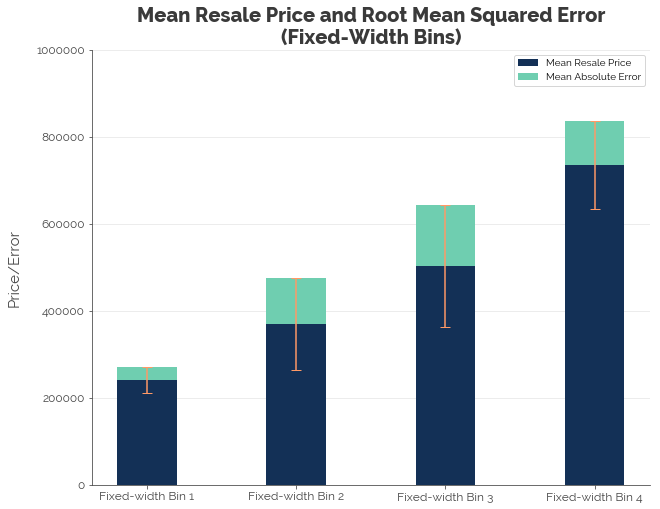 Mean Resale Price and Root Mean Squared Error
(Fixed-Width Bins)
1000000
800000
600000
400000
200000
0
Price/Error
Mean Resale Price
Mean Absolute Error
Fixed-width Bin 1
Fixed-width Bin 2
Fixed-width Bin 3
Fixed-width Bin 4